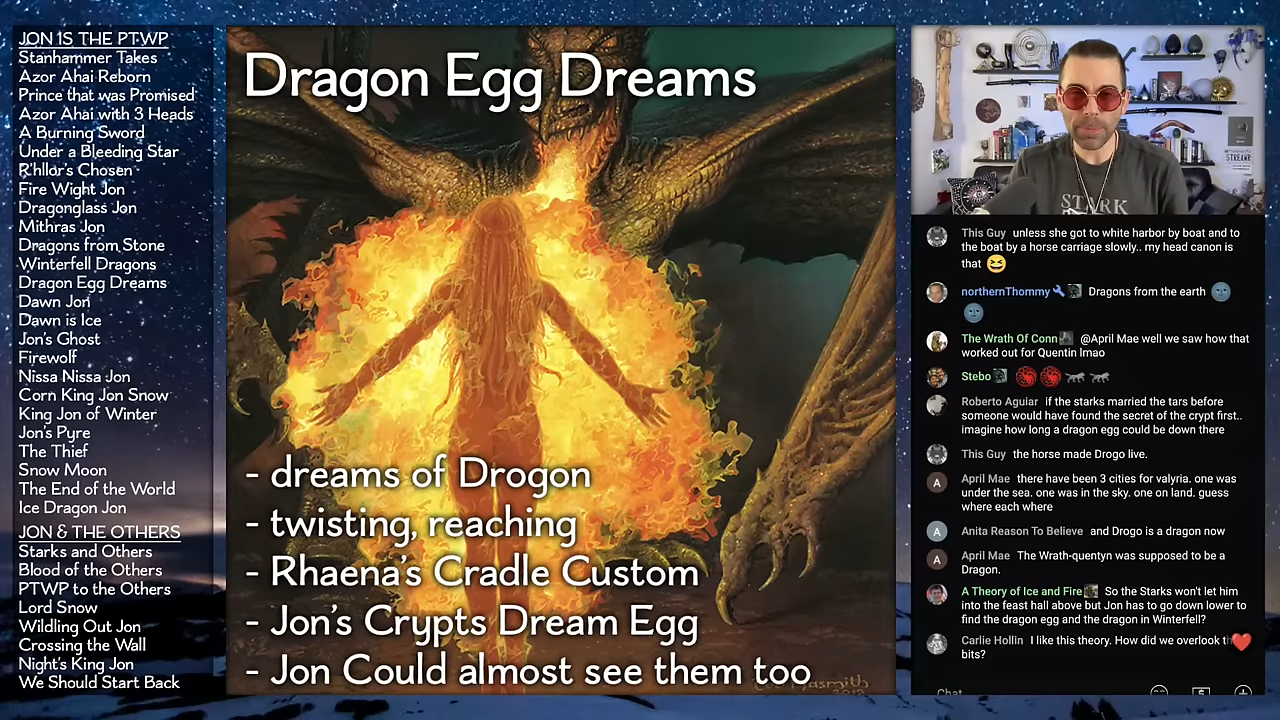 JON 1S THE PTWP
Stanhammer Takes
Azor Ahai Reborn
Prince that was Promised
Azor Ahai with 3 Heads
A Burning Sword
Under a Bleeding Star
R'hllor's Chosen
Fire Wight Jon
Dragonglass Jon
Mithras Jon
Dragons from Stone
Winterfell Dragons
Dragon Egg Dreams
Dawn Jon
Dawn is Ice
Jon's Ghost
Firewolf
Nissa Nissa Jon
Corn King Jon Snow
King Jon of Winter
Jon's Pyre
The Thief
Snow Moon
The End of the World
Ice Dragon Jon
JON & THE OTHERS
Starks and Others
Blood of the Others
PTWP to the Others
Lord Snow
Wildling Out Jon
Crossing the Wall
Night's King Jon
We Should Start Back
Dragon Egg Dreams
- dreams of Drogon
- twisting, reaching
- Rhaena's Cradle Custom
- Jon's Crypts Dream Egg
- Jon Could almost see them too
STARK
This Guy unless she got to white harbor by boat and to
the boat by a horse carriage slowly.. my head canon is
that 😆
northernThommy Dragons from the earth 🌚
🌚
The Wrath Of Conn @April Mae well we saw how that
worked out for Quentin lmao
Stebo
Roberto Aguiar if the starks married the tars before
someone would have found the secret of the crypt first..
imagine how long a dragon egg could be down there
This Guy the horse made Drogo live.
April Mae there have been 3 cities for valyria. one was
under the sea. one was in the sky. one on land. guess
where each where
Anita Reason To Believe and Drogo is a dragon now
April Mae The Wrath-quentyn was supposed to be a
Dragon.
A Theory of Ice and Fire So the Starks won't let him
into the feast hall above but Jon has to go down lower to
find the dragon egg and the dragon in Winterfell?
Carlie Hollin I like this theory. How did we overlook
bits?
Chat